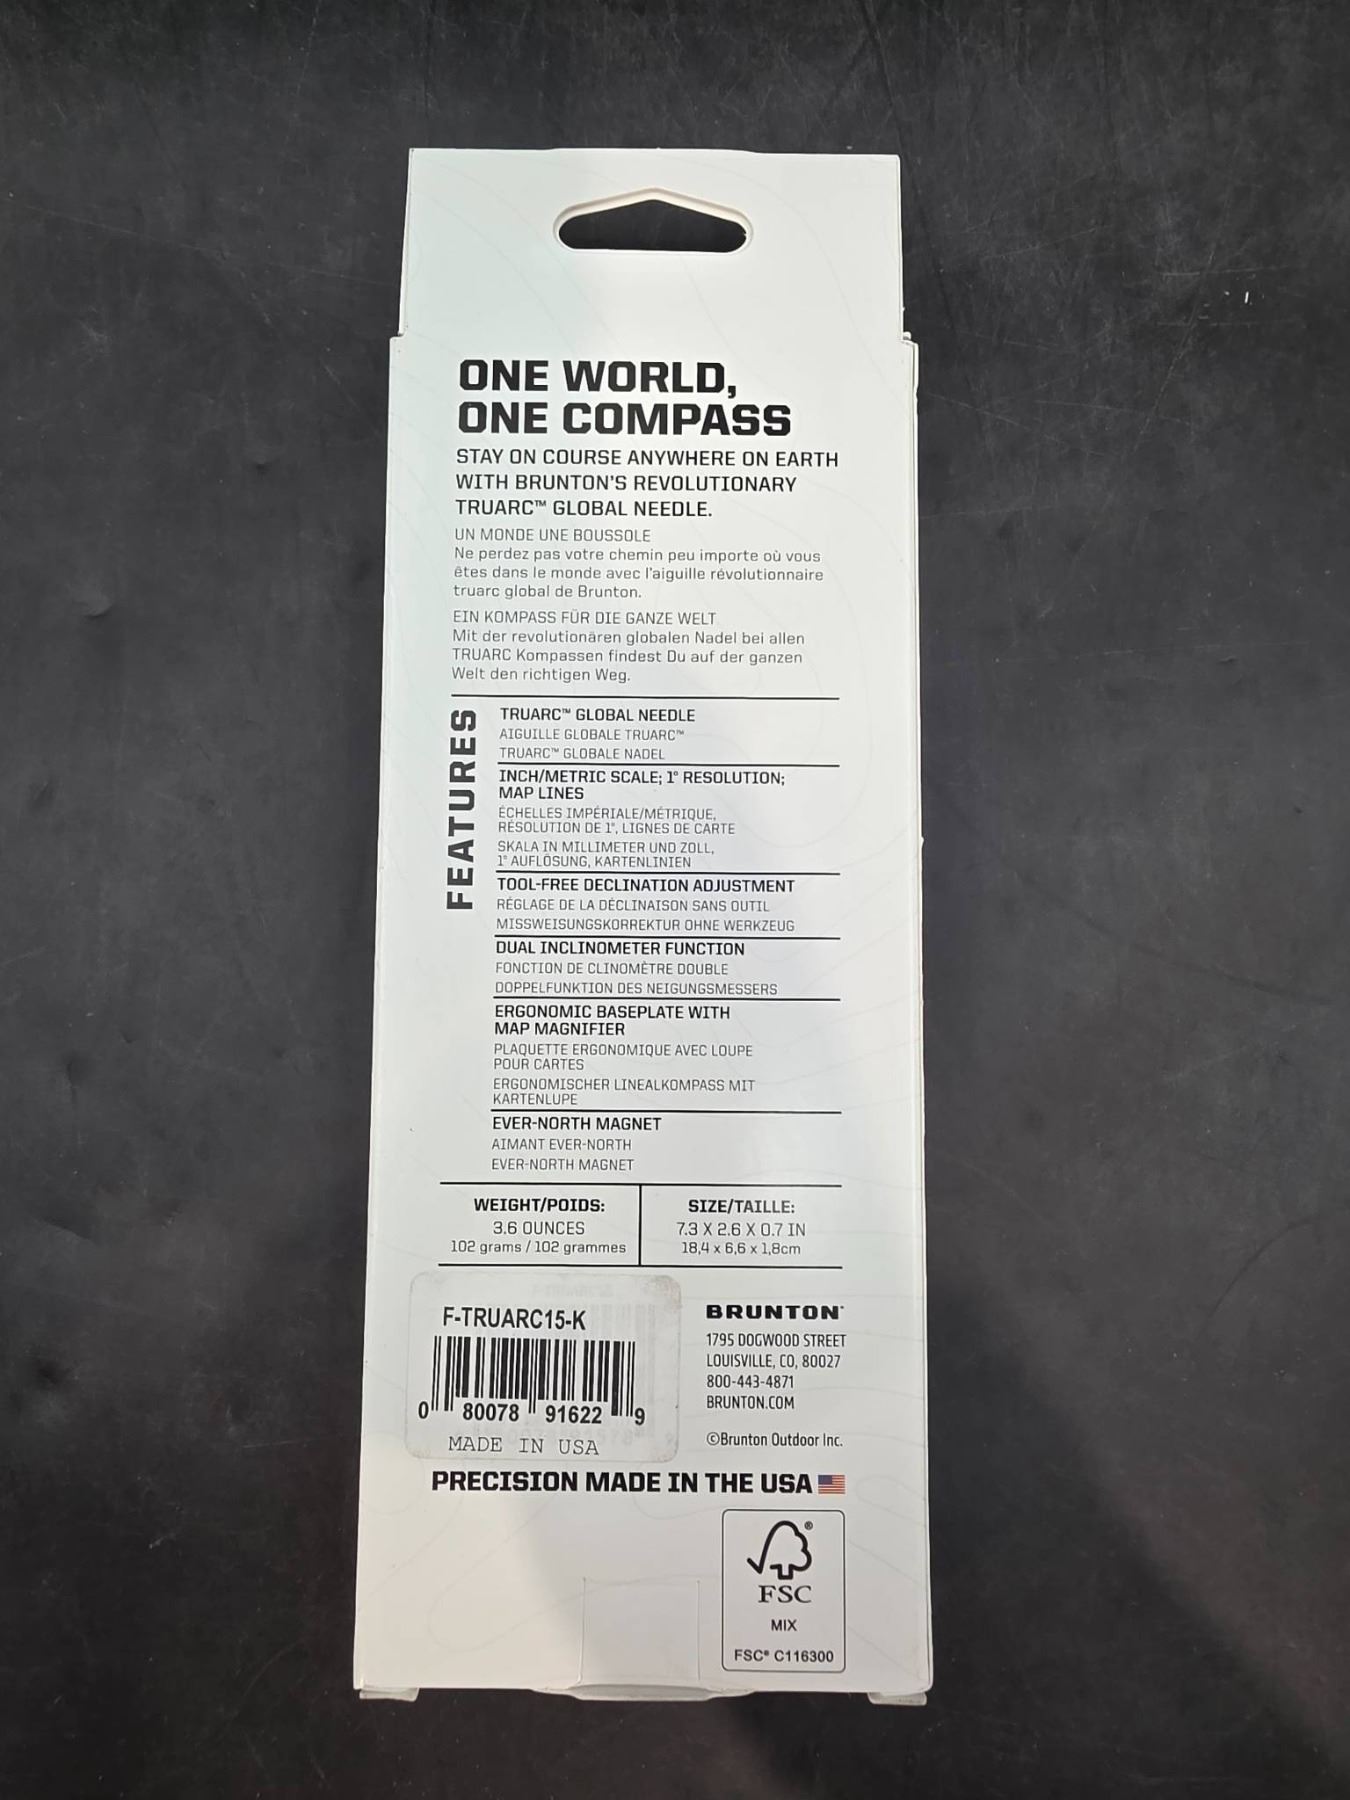 ONE WORLD,
ONE COMPASS
STAY ON COURSE ANYWHERE ON EARTH
WITH BRUNTON'S REVOLUTIONARY
TRUARC™ GLOBAL NEEDLE.
UN MONDE UNE BOUSSOLE
Ne perdez pas votre chemin peu importe où vous
êtes dans le monde avec l'aiguille révolutionnaire
truarc global de Brunton.
EIN KOMPASS FÜR DIE GANZE WELT
Mit der revolutionären globalen Nadel bei allen
TRUARC Kompassen findest Du auf der ganzen
Welt den richtigen Weg.
FEATURES
TRUARC™ GLOBAL NEEDLE
AIGUILLE GLOBALE TRUARC™
TRUARC™ GLOBALE NADEL
INCH/METRIC SCALE; 1° RESOLUTION;
MAP LINES
ÉCHELLES IMPÉRIALE/MÉTRIQUE,
RÉSOLUTION DE 1°, LIGNES DE CARTE
SKALA IN MILLIMETER UND ZOLL,
1° AUFLÖSUNG, KARTENLINIEN
TOOL-FREE DECLINATION ADJUSTMENT
RÉGLAGE DE LA DÉCLINAISON SANS OUTIL
MISSWEISUNGSKORREKTUR OHNE WERKZEUG
DUAL INCLINOMETER FUNCTION
FONCTION DE CLINOMÈTRE DOUBLE
DOPPELFUNKTION DES NEIGUNGSMESSERS
ERGONOMIC BASEPLATE WITH
MAP MAGNIFIER
PLAQUETTE ERGONOMIQUE AVEC LOUPE
POUR CARTES
ERGONOMISCHER LINEALKOMPASS MIT
KARTENLUPE
EVER-NORTH MAGNET
AIMANT EVER-NORTH
EVER-NORTH MAGNET
WEIGHT/POIDS:
3.6 OUNCES
102 grams / 102 grammes
SIZE/TAILLE:
7.3 X 2.6 X 0.7 IN
18,4 x 6,6 x 1,8cm
F-TRUARC15-K
0 80078 91622 9
MADE IN USA
BRUNTON®
1795 DOGWOOD STREET
LOUISVILLE, CO, 80027
800-443-4871
BRUNTON.COM
©Brunton Outdoor Inc.
PRECISION MADE IN THE USA
®
FSC
MIX
FSC® C116300